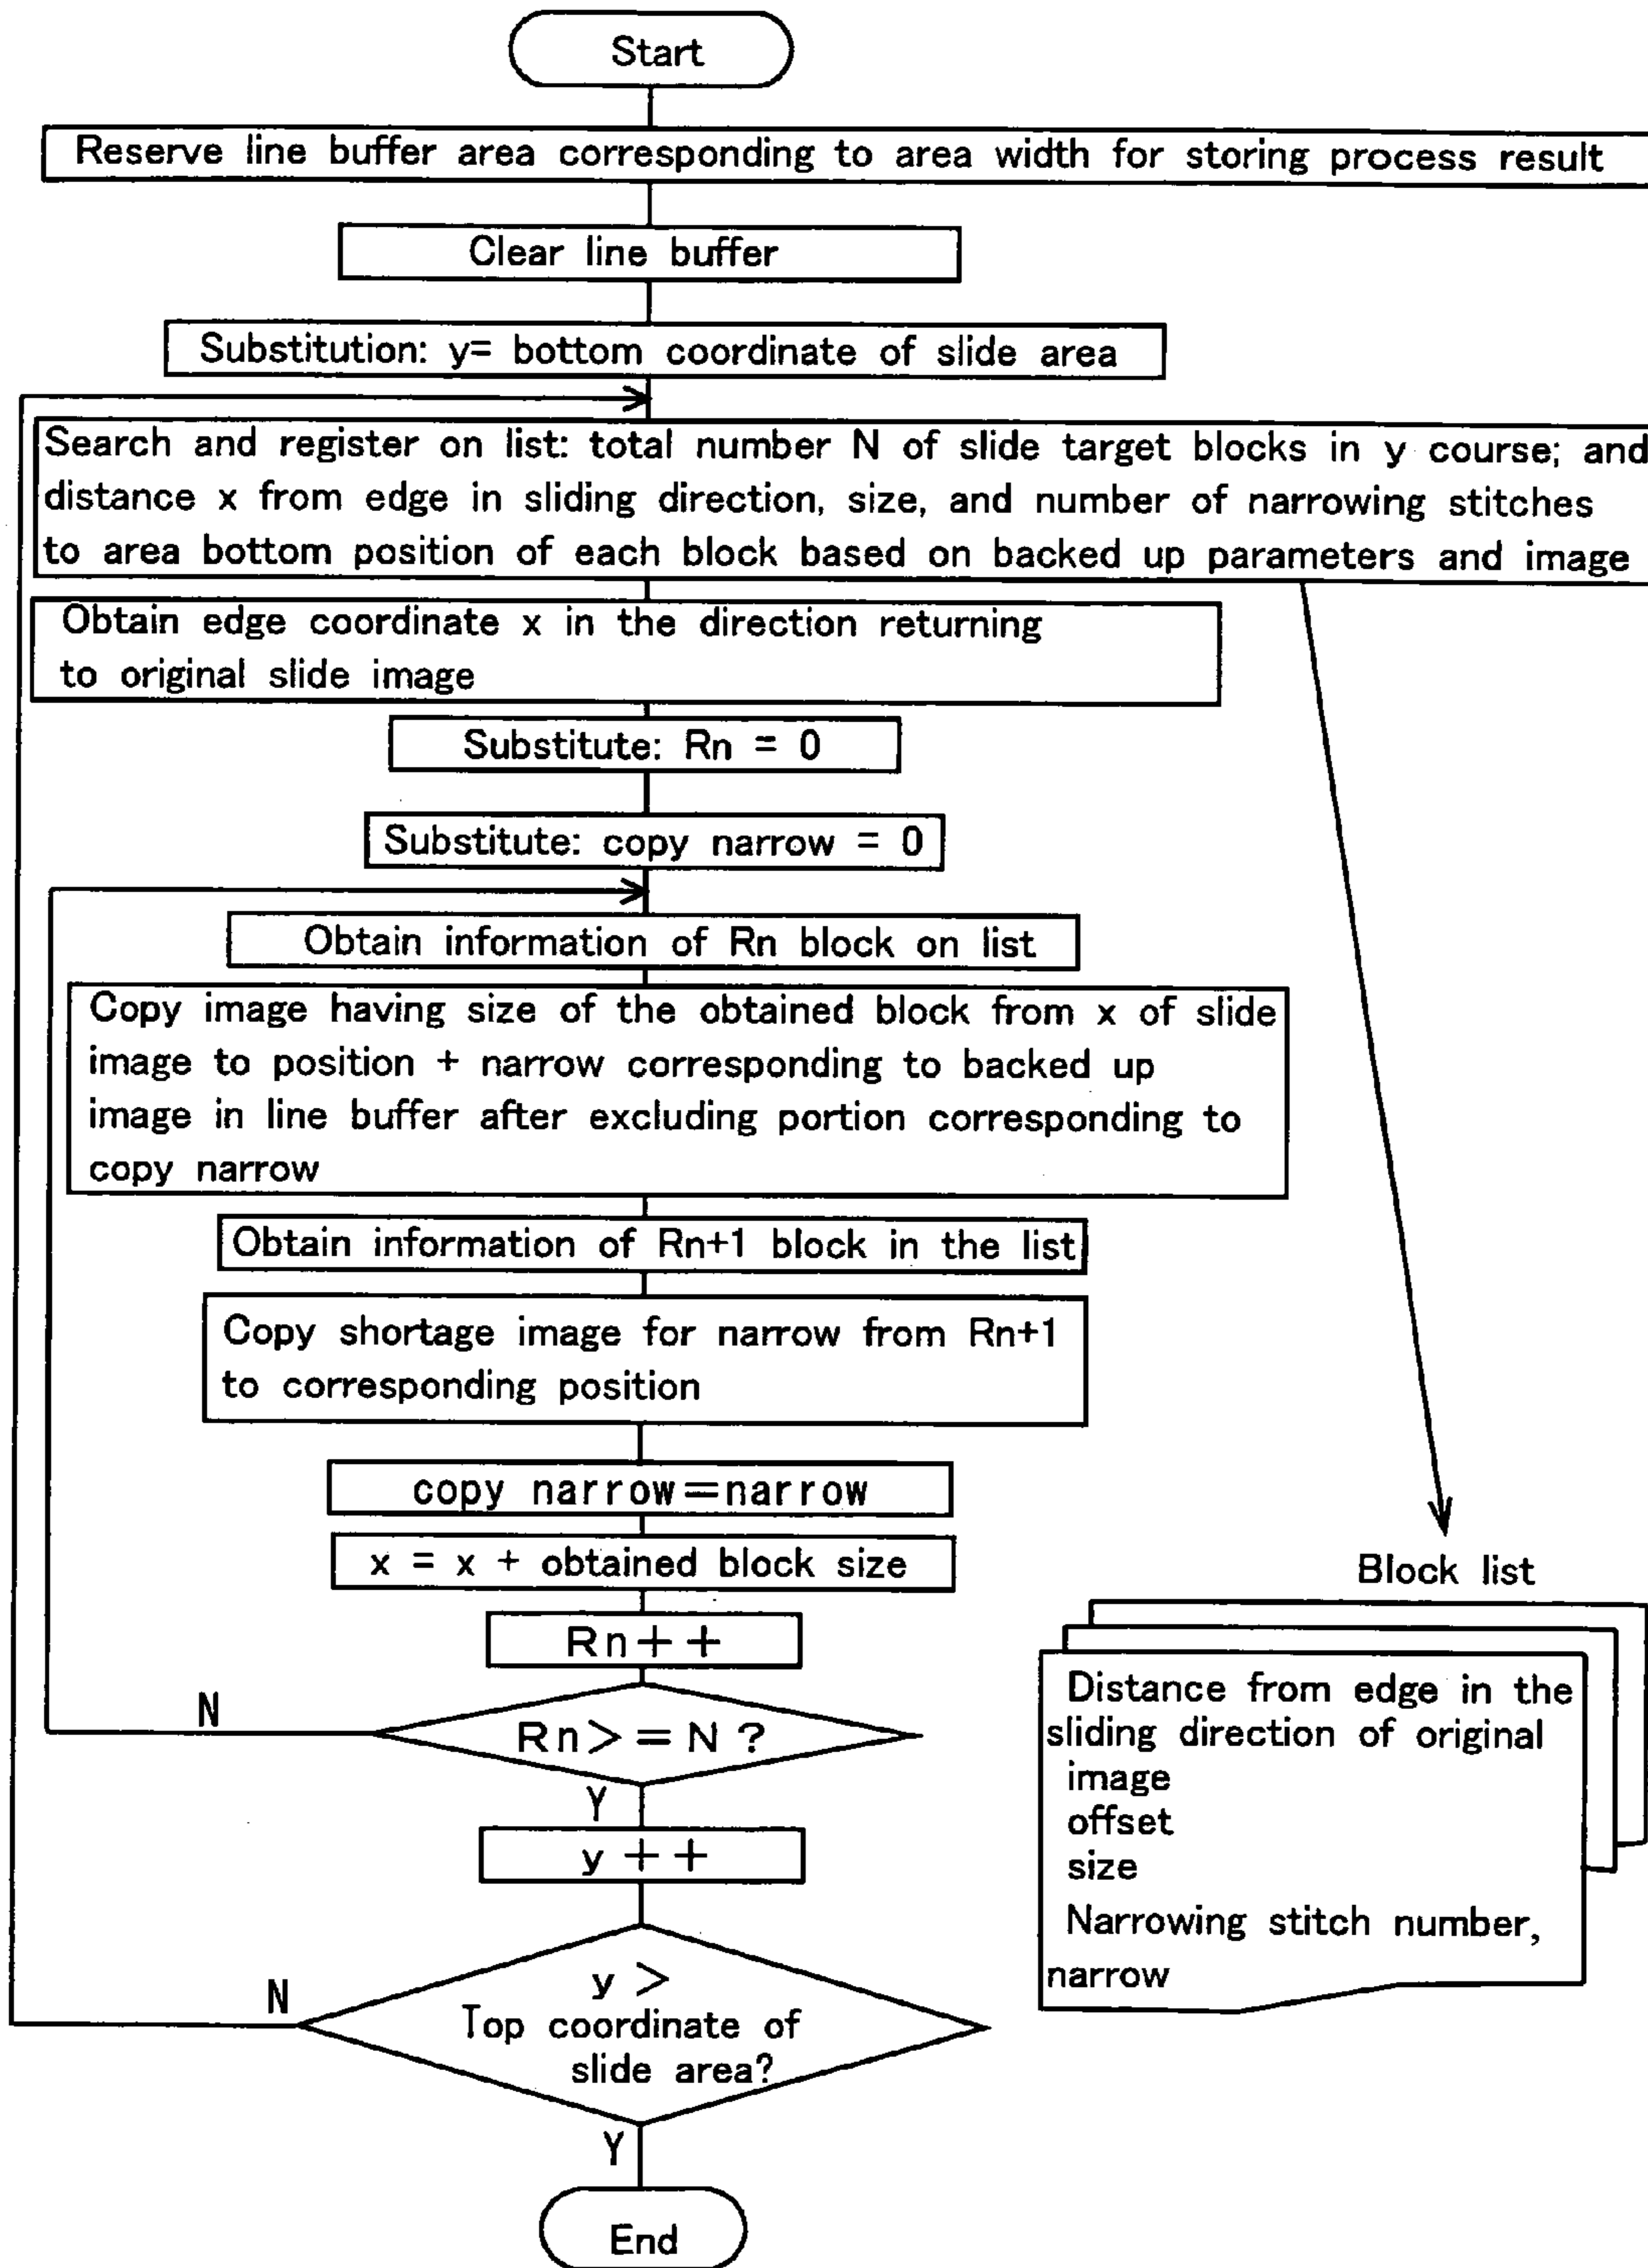 Start
Reserve line buffer area corresponding to area width for storing process result
Clear line buffer
Substitution: y= bottom coordinate of slide area
Search and register on list: total number N of slide target blocks in y course; and
distance x from edge in sliding direction, size, and number of narrowing stitches
to area bottom position of each block based on backed up parameters and image
Obtain edge coordinate x in the direction returning
to original slide image
Substitute: Rn = 0
Substitute: copy narrow = 0
Obtain information of Rn block on list
Copy image having size of the obtained block from x of slide
image to position + narrow corresponding to backed up
image in line buffer after excluding portion corresponding to
copy narrow
Obtain information of Rn+1 block in the list
Copy shortage image for narrow from Rn+1
to corresponding position
copy narrow=narrow
x = x + obtained block size
Rn++
N
Rn>=N?
Y
y++
N
y >
Top coordinate of
slide area?
Y
End
Block list
Distance from edge in the
sliding direction of original
image
offset
size
Narrowing stitch number,
narrow